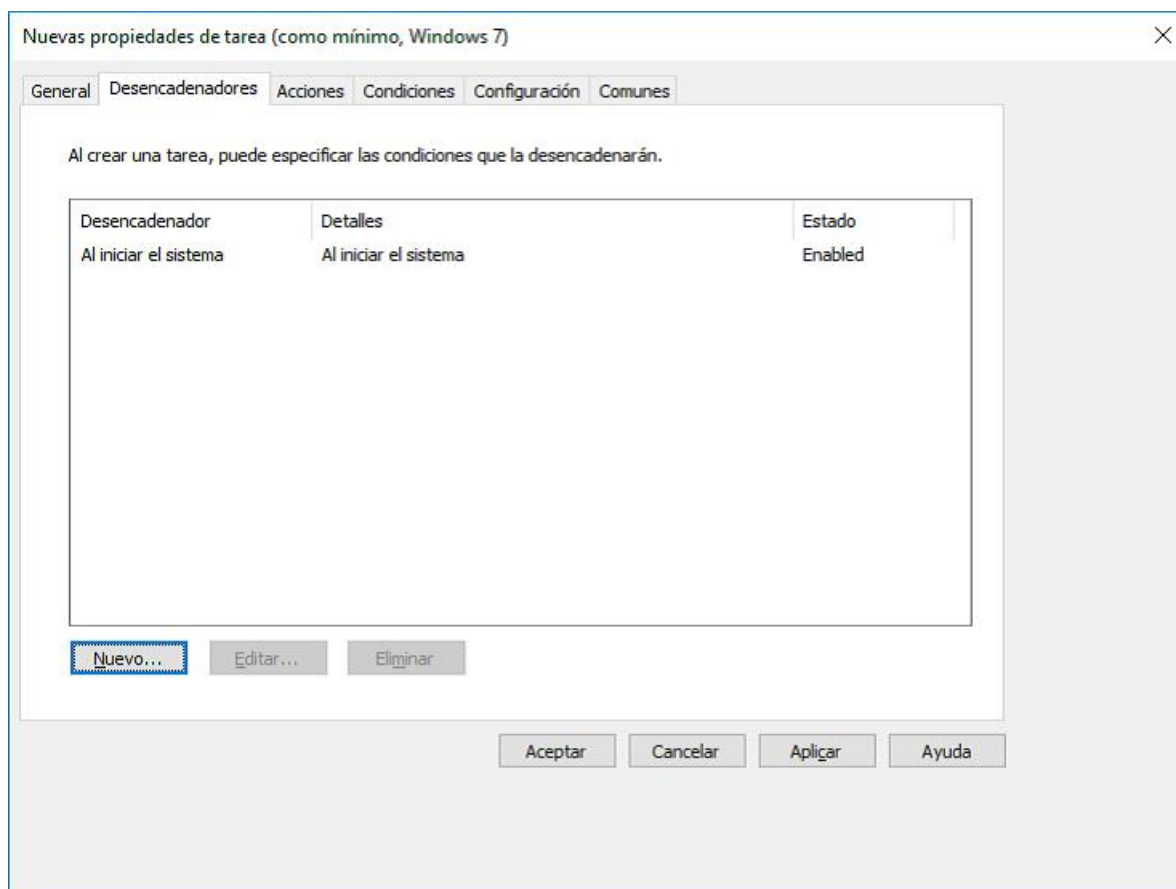 Nuevas propiedades de tarea (como mínimo, Windows 7)
General Desencadenadores Acciones Condiciones Configuración Comunes
Al crear una tarea, puede especificar las condiciones que la desencadenarán.
Desencadenador Detalles Estado
Al iniciar el sistema Al iniciar el sistema Enabled
Nuevo... Editar... Eliminar
Aceptar Cancelar Aplicar Ayuda